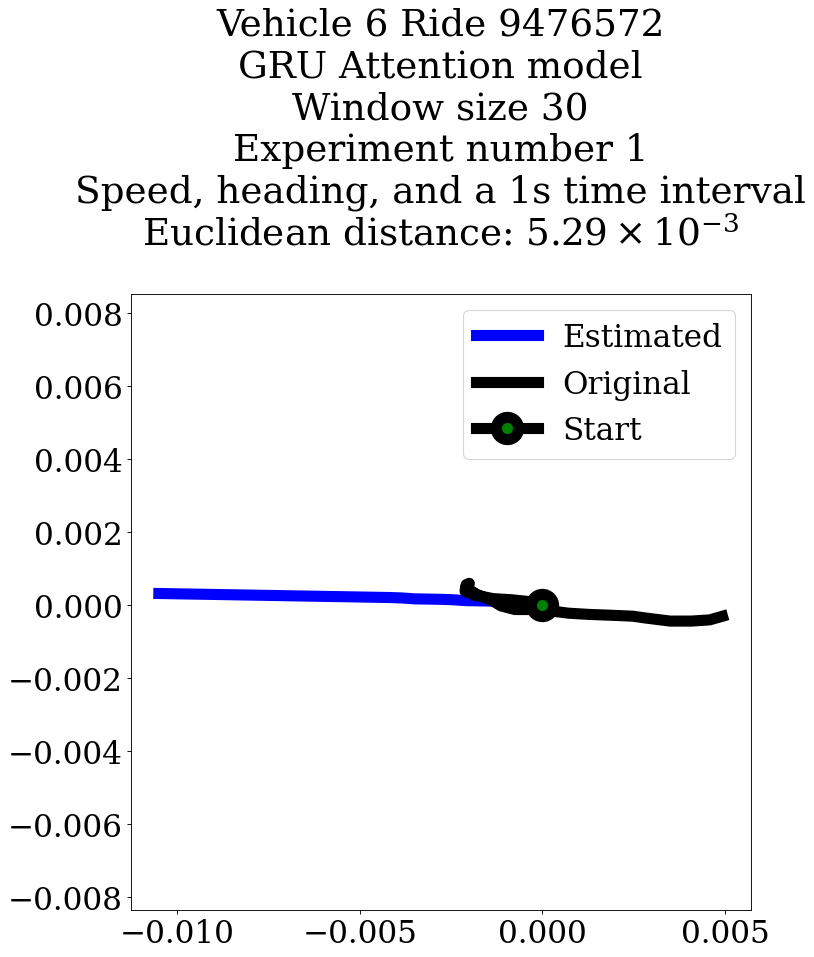 Vehicle 6 Ride 9476572
GRU Attention model
Window size 30
Experiment number 1
Speed, heading, and a 1s time interval
Euclidean distance: 5.29 × 10⁻³
Estimated
Original
Start
0.008
0.006
0.004
0.002
0.000
−0.002
−0.004
−0.006
−0.008
−0.010 −0.005 0.000 0.005